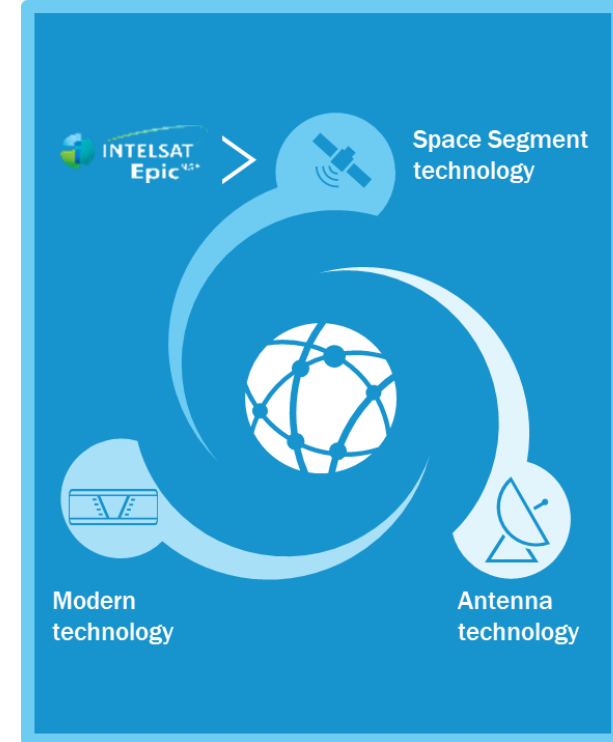 INTELSAT
Epic
Space Segment
technology
Modern
technology
Antenna
technology